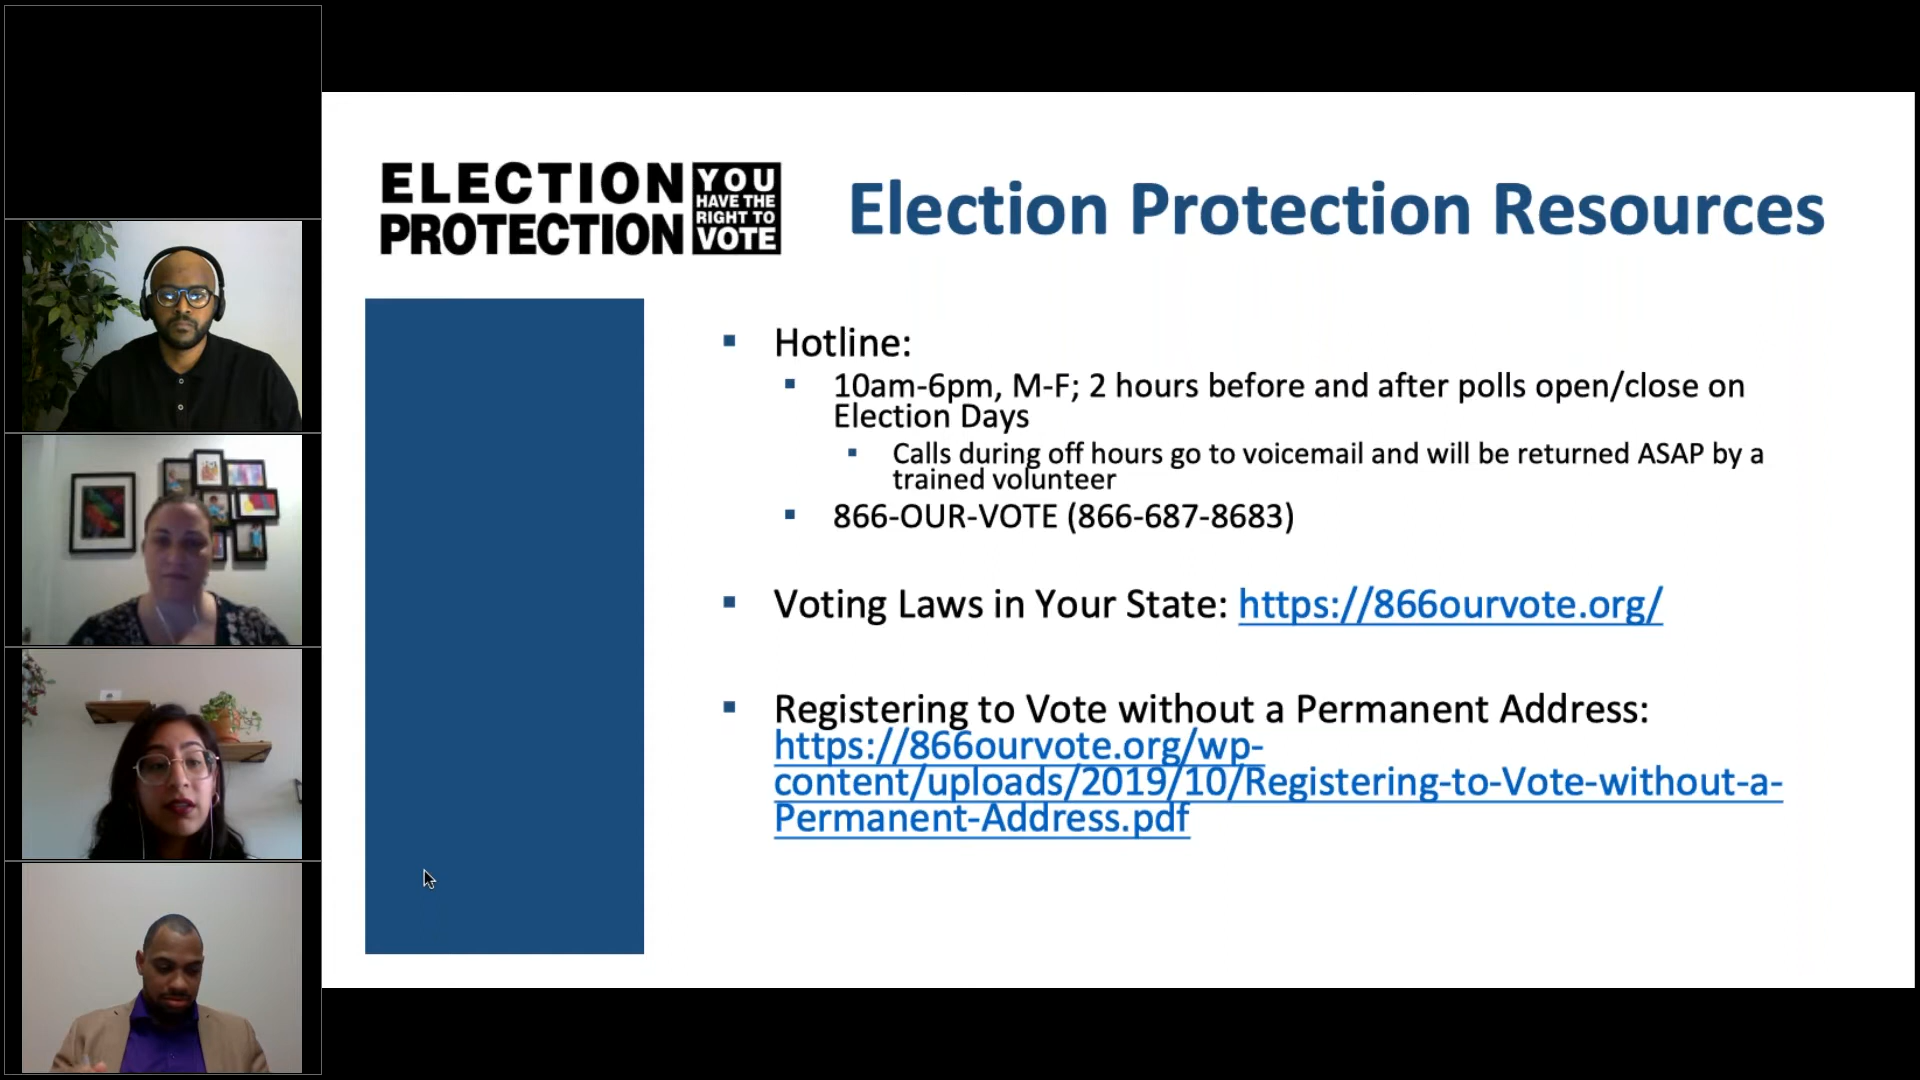 ELECTION
PROTECTION
YOU
HAVE THE
RIGHT TO
VOTE
Election Protection Resources
Hotline:
10am-6pm, M-F; 2 hours before and after polls open/close on
Election Days
Calls during off hours go to voicemail and will be returned ASAP by a
trained volunteer
866-OUR-VOTE (866-687-8683)
Voting Laws in Your State: https://866ourvote.org/
Registering to Vote without a Permanent Address:
https://866ourvote.org/wp-
content/uploads/2019/10/Registering-to-Vote-without-a-
Permanent-Address.pdf